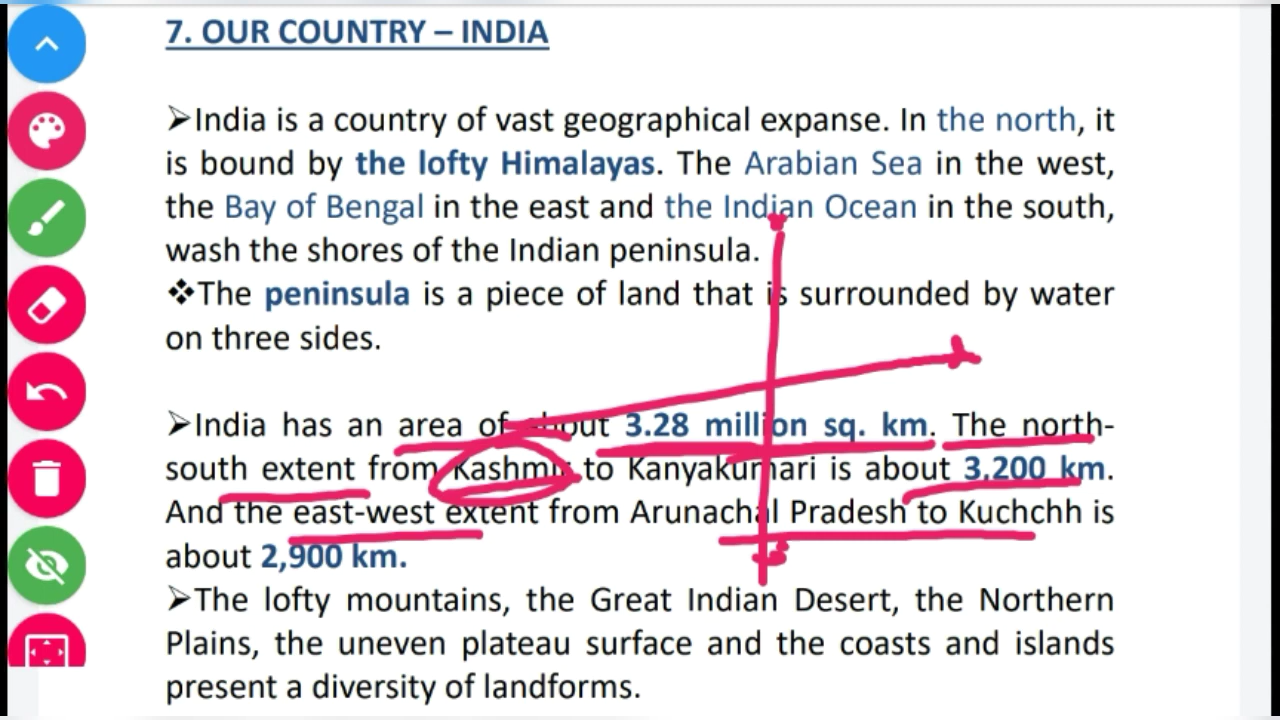 7. OUR COUNTRY – INDIA
➢India is a country of vast geographical expanse. In the north, it
is bound by the lofty Himalayas. The Arabian Sea in the west,
the Bay of Bengal in the east and the Indian Ocean in the south,
wash the shores of the Indian peninsula.
❖The peninsula is a piece of land that is surrounded by water
on three sides.
➢India has an area of about 3.28 million sq. km. The north-
south extent from Kashmir to Kanyakumari is about 3,200 km.
And the east-west extent from Arunachal Pradesh to Kuchchh is
about 2,900 km.
➢The lofty mountains, the Great Indian Desert, the Northern
Plains, the uneven plateau surface and the coasts and islands
present a diversity of landforms.